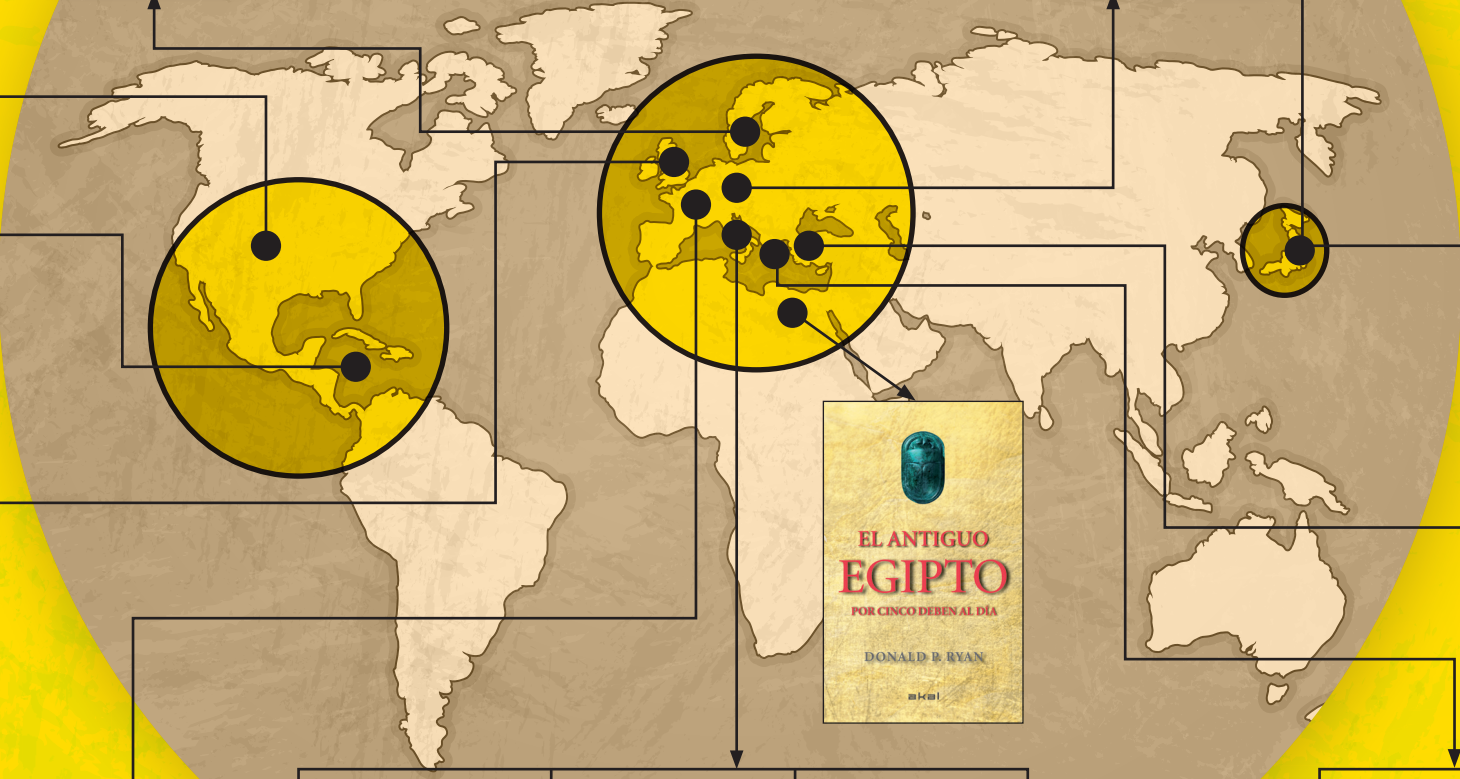 EL ANTIGUO
EGIPTO
POR CINCO DEBEN AL DÍA
DONALD P. RYAN
akal